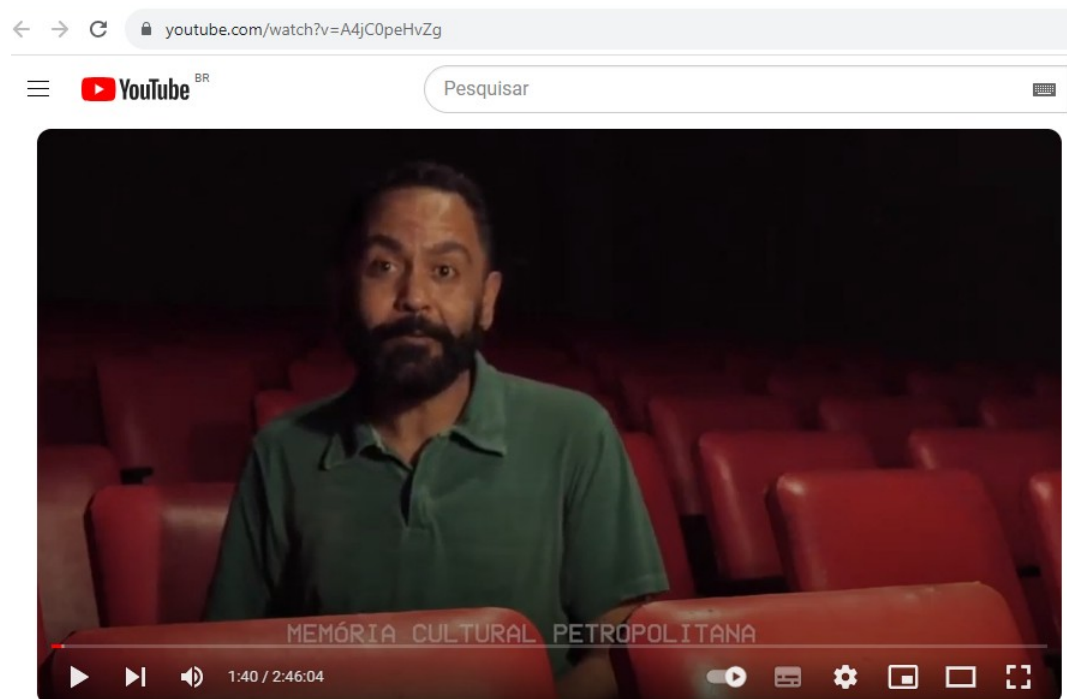 youtube.com/watch?v=A4jC0peHvZg
YouTube BR
Pesquisar
MEMÓRIA CULTURAL PETROPOLITANA
1:40 / 2:46:04